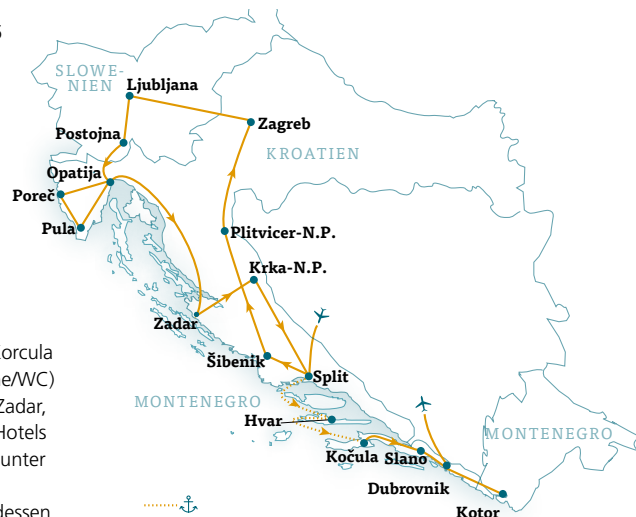 SLOWE-
NIEN
Ljubljana
Postojna
Zagreb
KROATIEN
Opatija
Poreč
Pula
Plitvicer-N.P.
Krka-N.P.
Zadar
Šibenik
Split
MONTENEGRO
Hvar
MONTENEGRO
Kočula
Slano
Dubrovnik
Kotor
Korcula
e/WC)
Zadar,
Hotels
unter
dessen